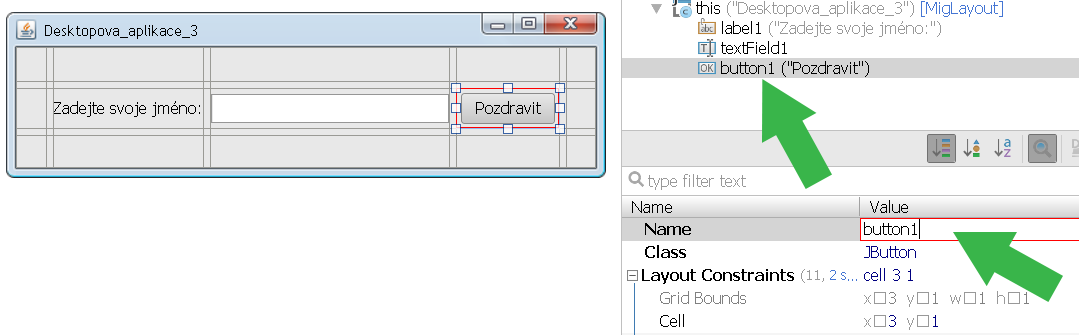 Desktopova_aplikace_3
Zadejte svoje jméno:
Pozdravit
this ("Desktopova_aplikace_3") [MigLayout]
abc label1 ("Zadejte svoje jméno:")
T textField1
OK button1 ("Pozdravit")
a
z
type filter text
Name Value
Name button1
Class JButton
Layout Constraints (11, 2 s... cell 3 1
Grid Bounds x□3 y□1 w□1 h□1
Cell x□3 y□1